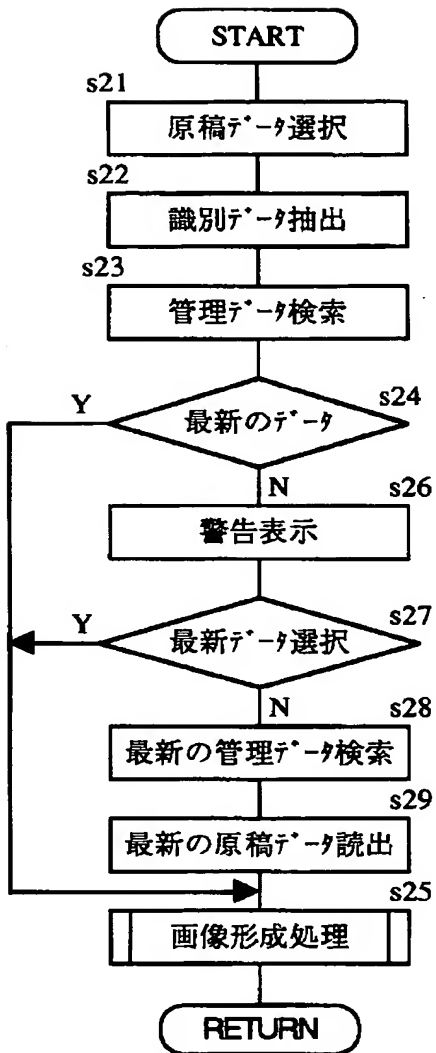 START
s21
原稿ﾃﾞｰﾀ選択
s22
識別ﾃﾞｰﾀ抽出
s23
管理ﾃﾞｰﾀ検索
s24
Y
最新のﾃﾞｰﾀ
N
s26
警告表示
s27
Y
最新ﾃﾞｰﾀ選択
N
s28
最新の管理ﾃﾞｰﾀ検索
s29
最新の原稿ﾃﾞｰﾀ読出
s25
画像形成処理
RETURN